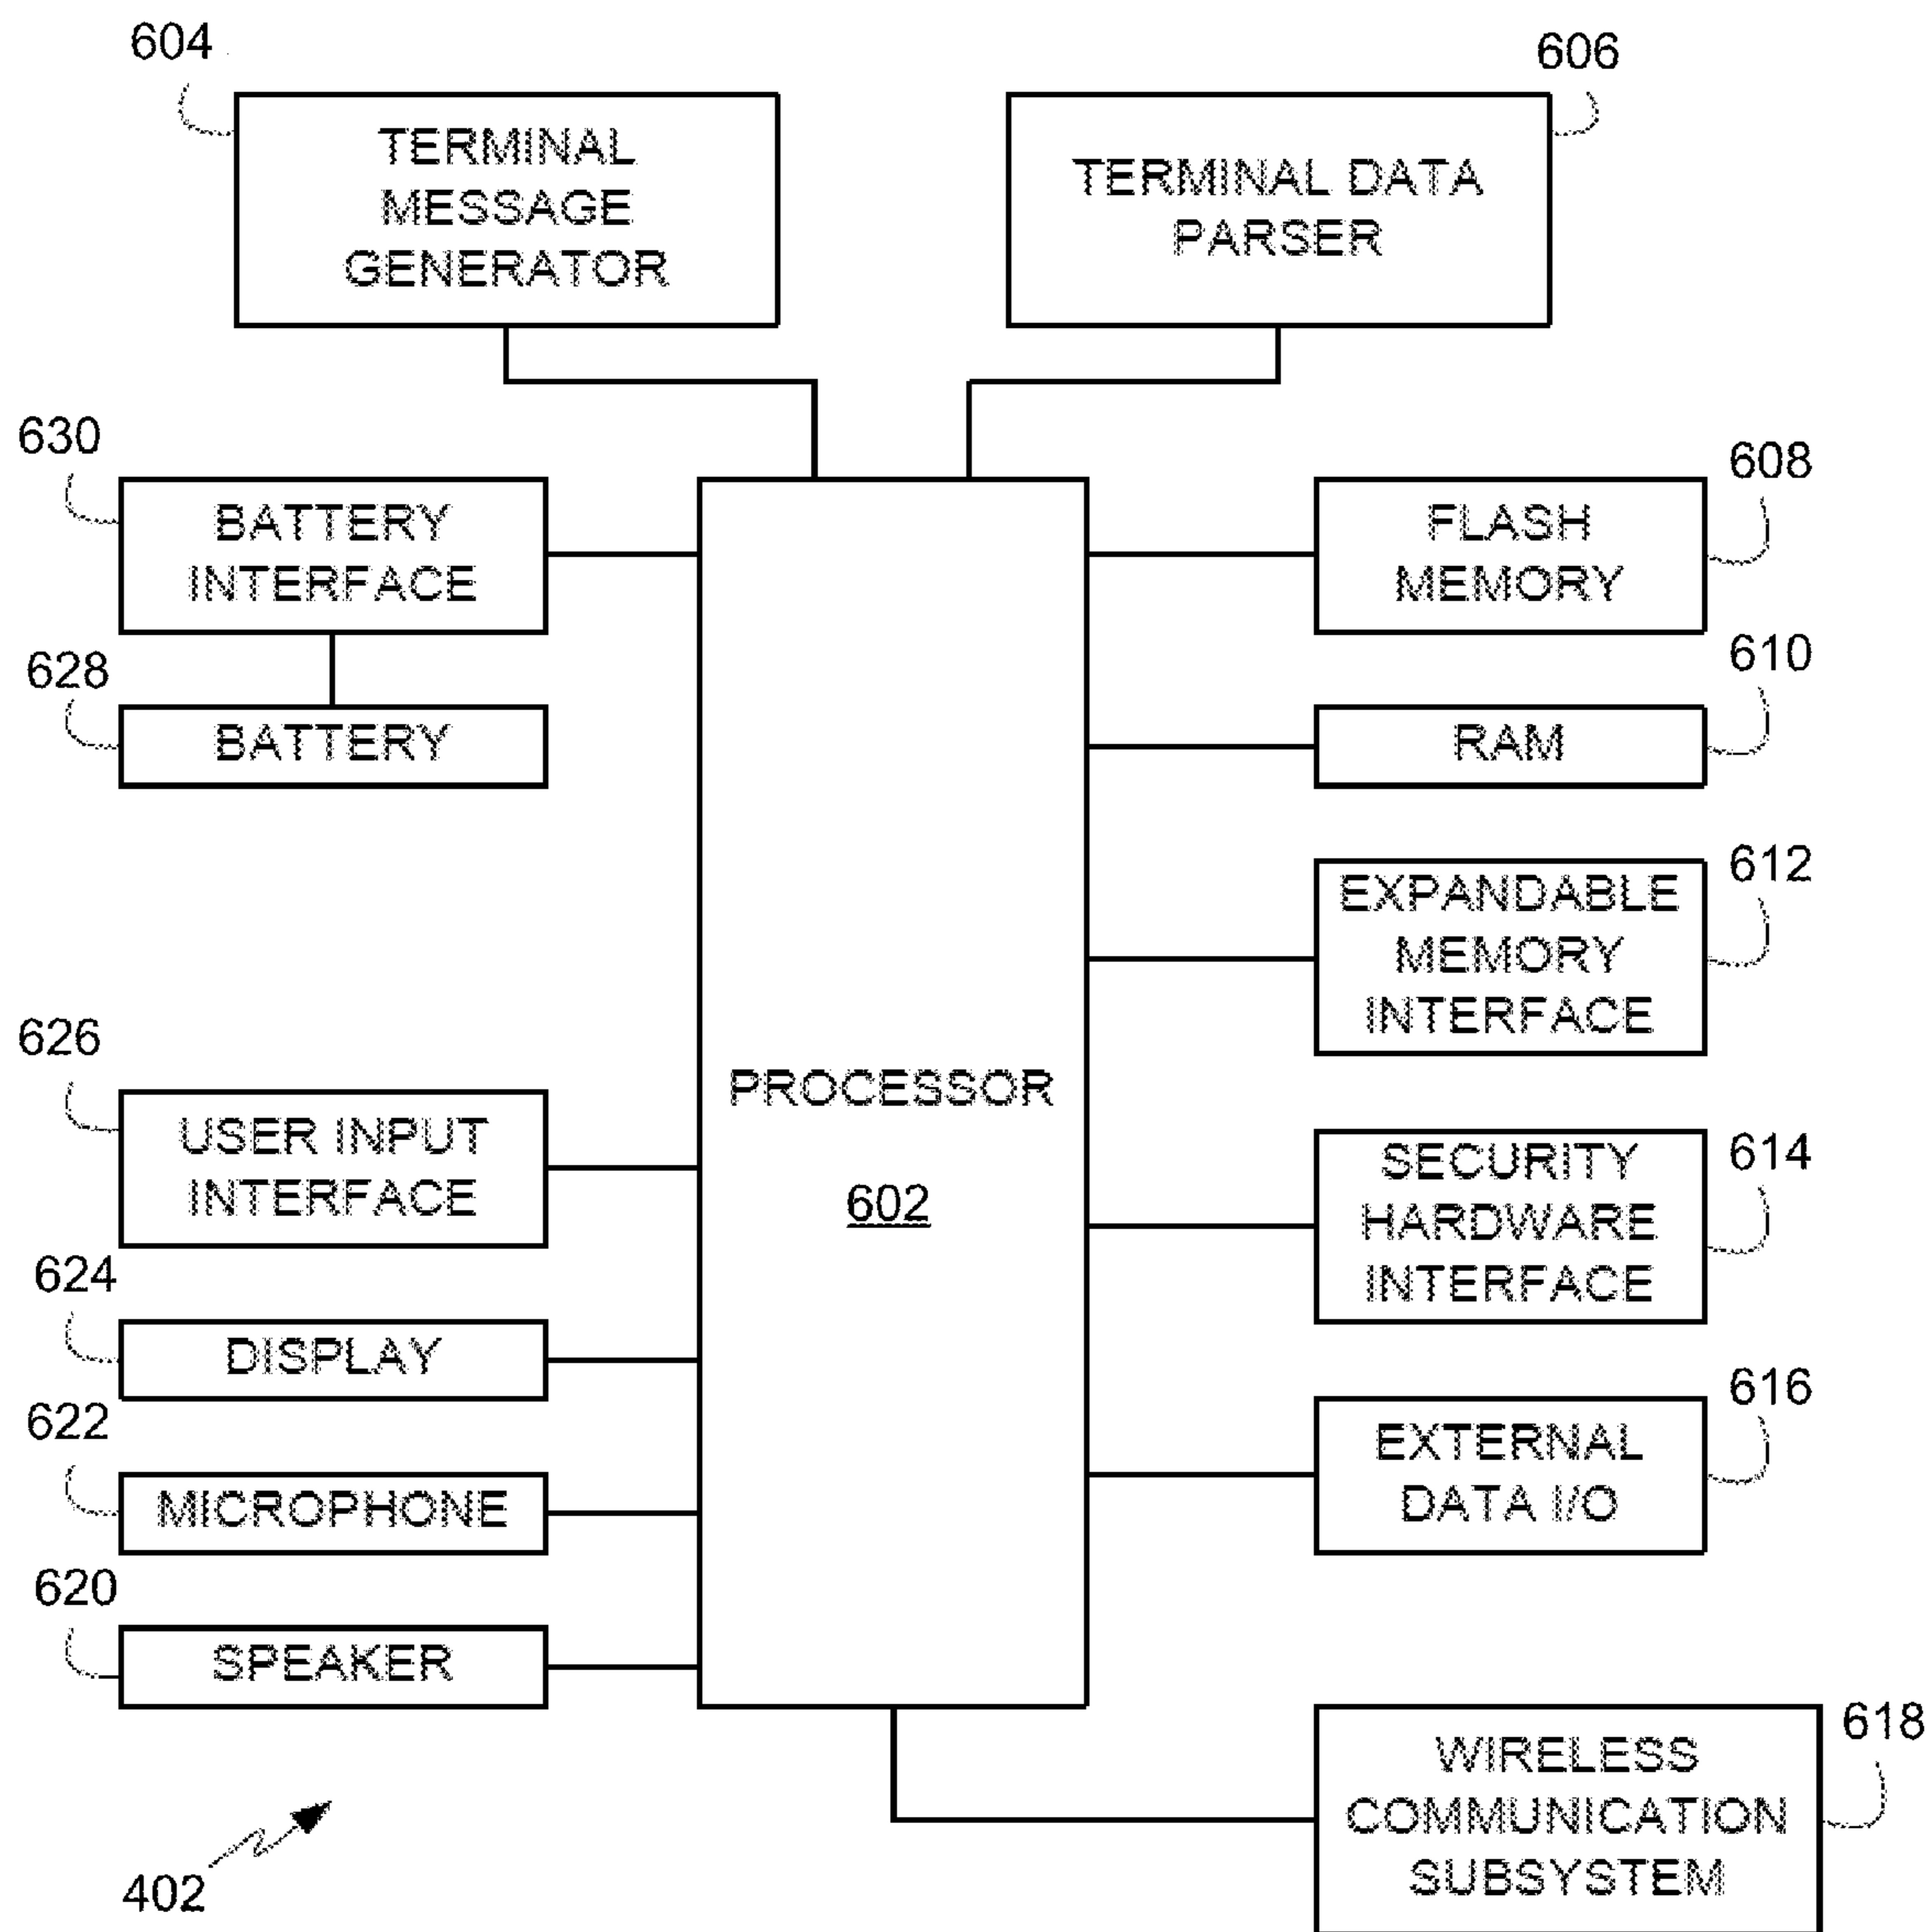 604
606
TERMINAL
MESSAGE
GENERATOR
TERMINAL DATA
PARSER
630
608
BATTERY
INTERFACE
FLASH
MEMORY
628
610
BATTERY
RAM
612
EXPANDABLE
MEMORY
INTERFACE
626
PROCESSOR
602
USER INPUT
INTERFACE
614
SECURITY
HARDWARE
INTERFACE
624
DISPLAY
616
622
EXTERNAL
DATA I/O
MICROPHONE
620
SPEAKER
618
WIRELESS
COMMUNICATION
SUBSYSTEM
402